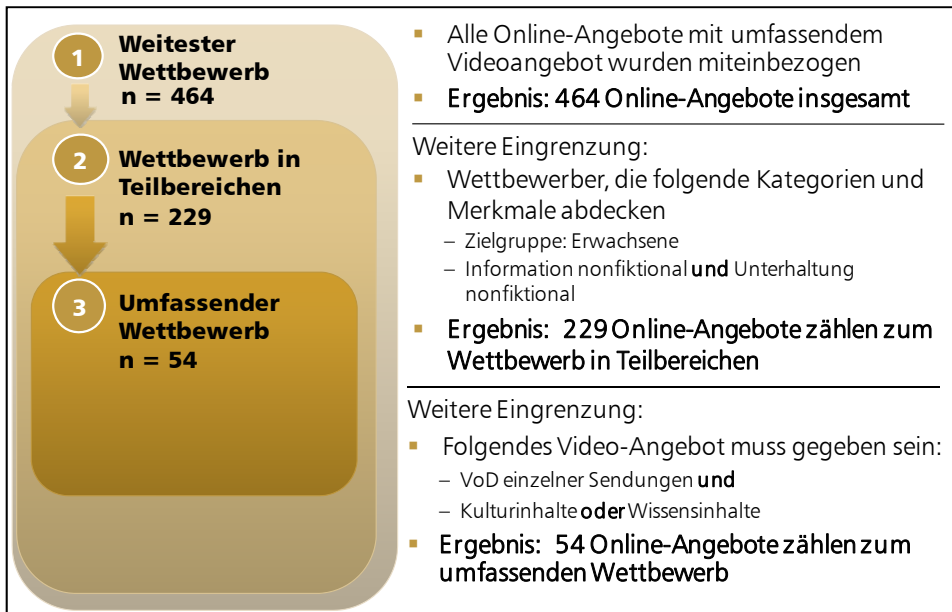 1
Weitester
Wettbewerb
n = 464
▪ Alle Online-Angebote mit umfassendem
Videoangebot wurden miteinbezogen
▪ Ergebnis: 464 Online-Angebote insgesamt
2
Wettbewerb in
Teilbereichen
n = 229
Weitere Eingrenzung:
▪ Wettbewerber, die folgende Kategorien und
Merkmale abdecken
– Zielgruppe: Erwachsene
– Information nonfiktional und Unterhaltung
nonfiktional
▪ Ergebnis: 229 Online-Angebote zählen zum
Wettbewerb in Teilbereichen
3
Umfassender
Wettbewerb
n = 54
Weitere Eingrenzung:
▪ Folgendes Video-Angebot muss gegeben sein:
– VoD einzelner Sendungen und
– Kulturinhalte oder Wissensinhalte
▪ Ergebnis: 54 Online-Angebote zählen zum
umfassenden Wettbewerb